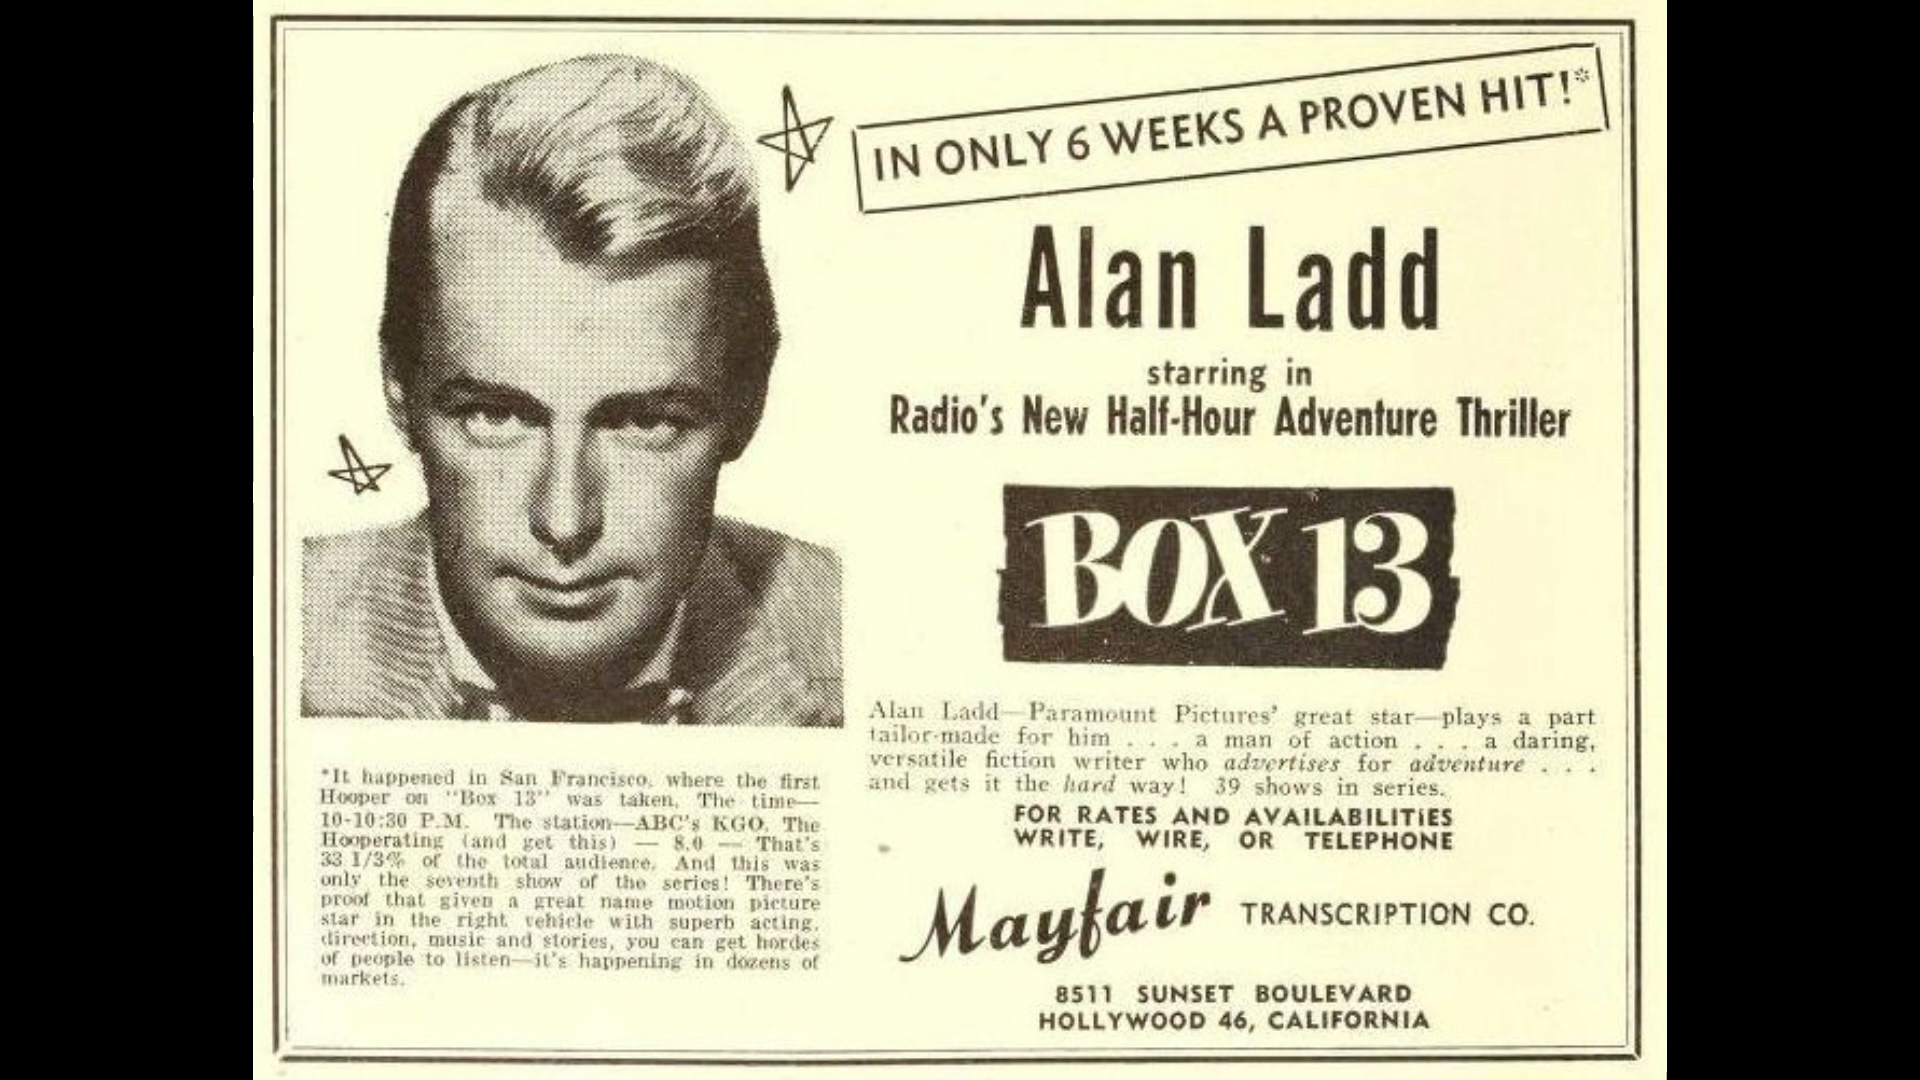 IN ONLY 6 WEEKS A PROVEN HIT!*
Alan Ladd
starring in
Radio's New Half-Hour Adventure Thriller
BOX 13
Alan Ladd—Paramount Pictures' great star—plays a part
tailor-made for him . . . a man of action . . . a daring,
versatile fiction writer who advertises for adventure . . .
and gets it the hard way! 39 shows in series.
FOR RATES AND AVAILABILITIES
WRITE, WIRE, OR TELEPHONE
Mayfair TRANSCRIPTION CO.
8511 SUNSET BOULEVARD
HOLLYWOOD 46, CALIFORNIA
*It happened in San Francisco, where the first
Hooper on "Box 13" was taken. The time—
10-10:30 P.M. The station—ABC's KGO. The
Hooperating (and get this) — 8.0 — That's
33 1/3% of the total audience. And this was
only the seventh show of the series! There's
proof that given a great name motion picture
star in the right vehicle with superb acting,
direction, music and stories, you can get hordes
of people to listen—it's happening in dozens of
markets.